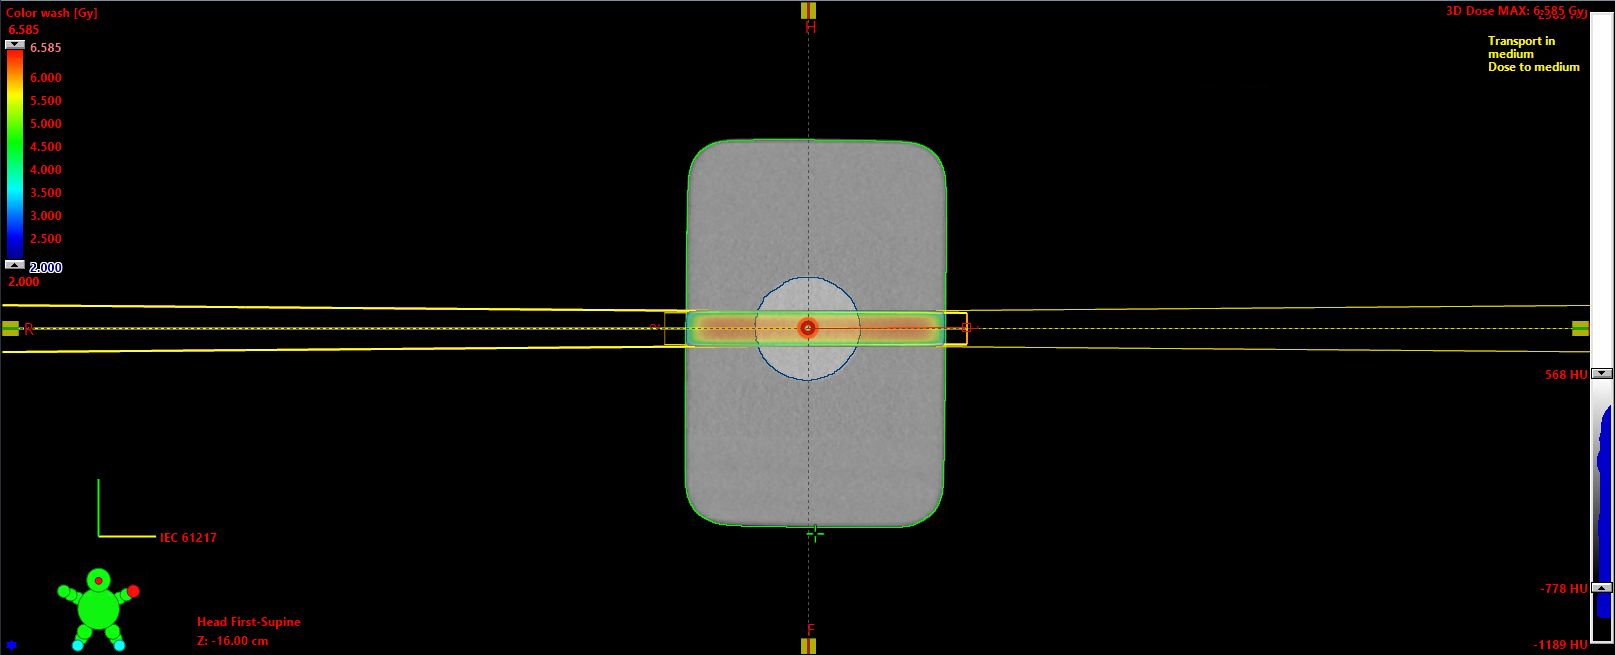 Color wash [Gy]
6.585
6.585
6.000
5.500
5.000
4.500
4.000
3.500
3.000
2.500
2.000
2.000
H
3D Dose MAX: 6.585 Gy
Transport in
medium
Dose to medium
R
568 HU
-778 HU
-1189 HU
IEC 61217
F
Head First-Supine
Z: -16.00 cm